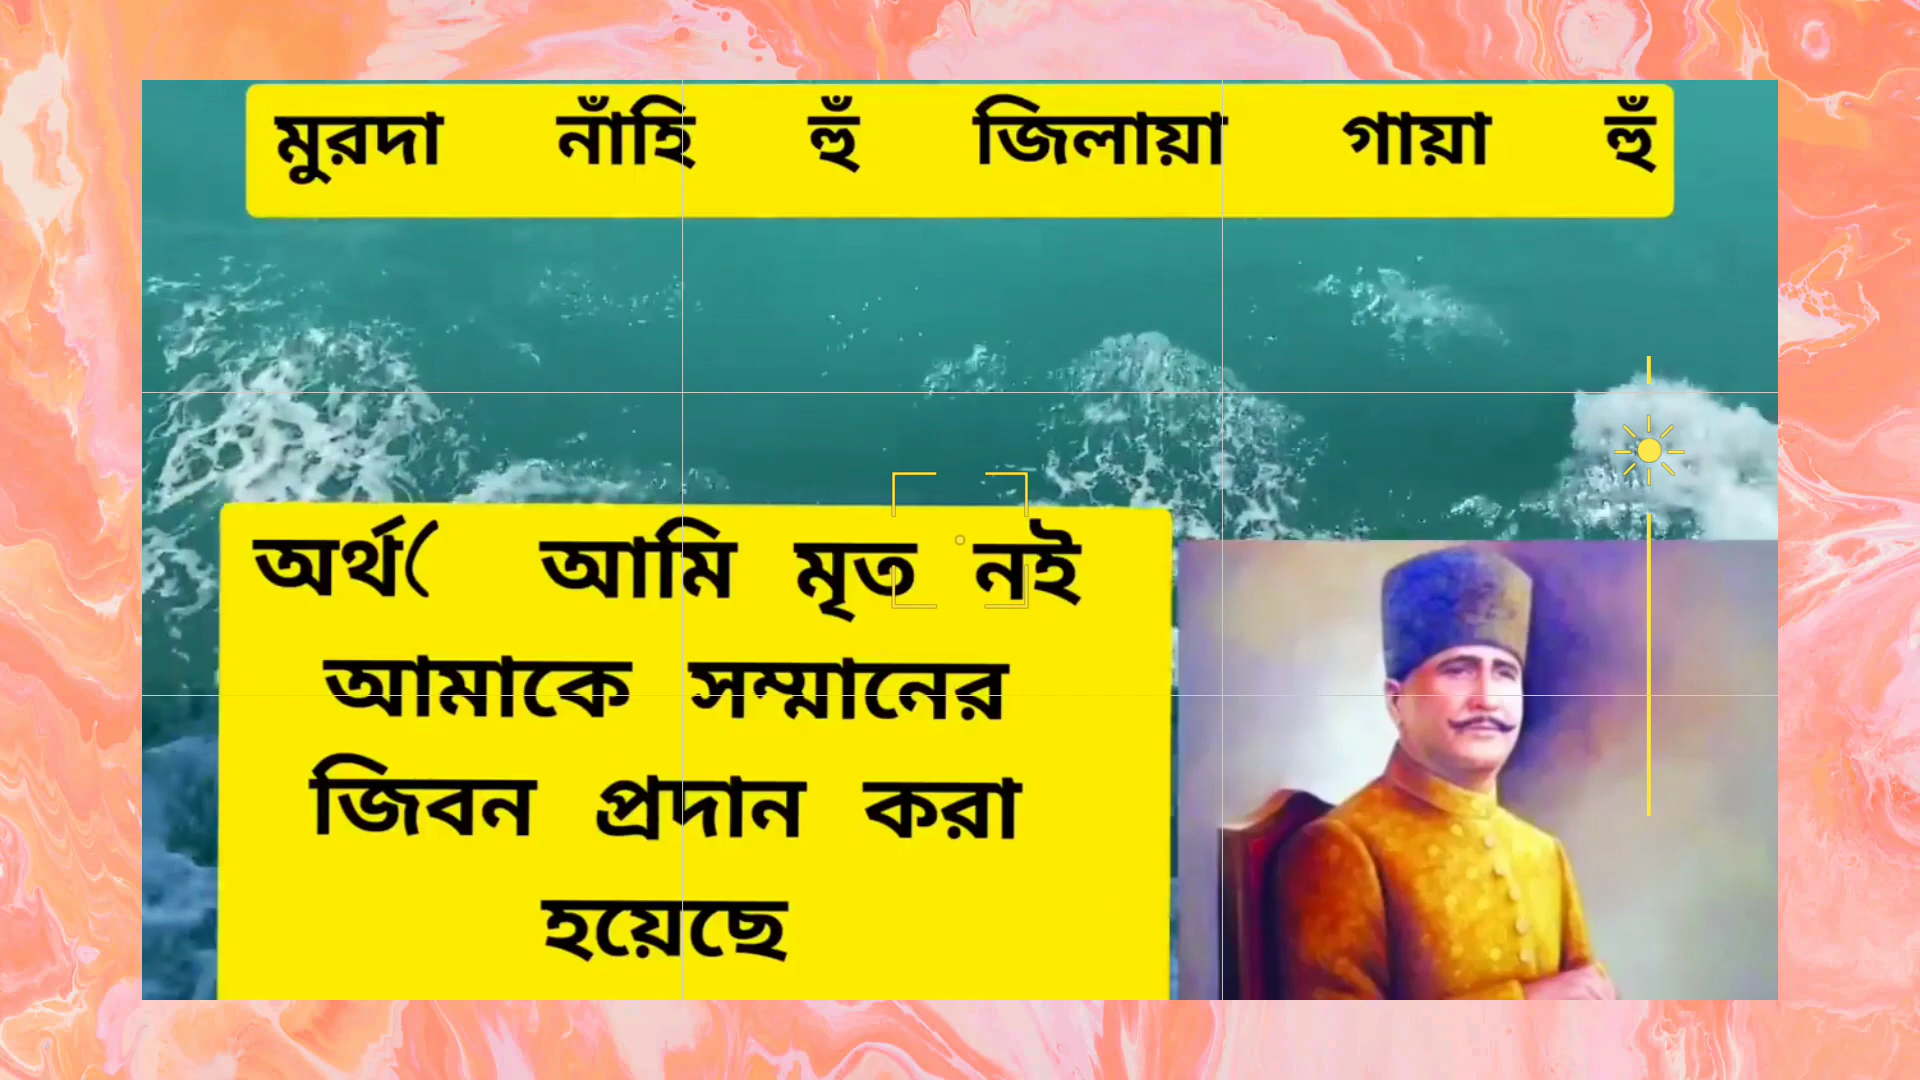 মুরদা নাঁহি হুঁ জিলায়া গায়া হুঁ
অর্থ( আমি মৃত নই
আমাকে সম্মানের
জিবন প্রদান করা
হয়েছে